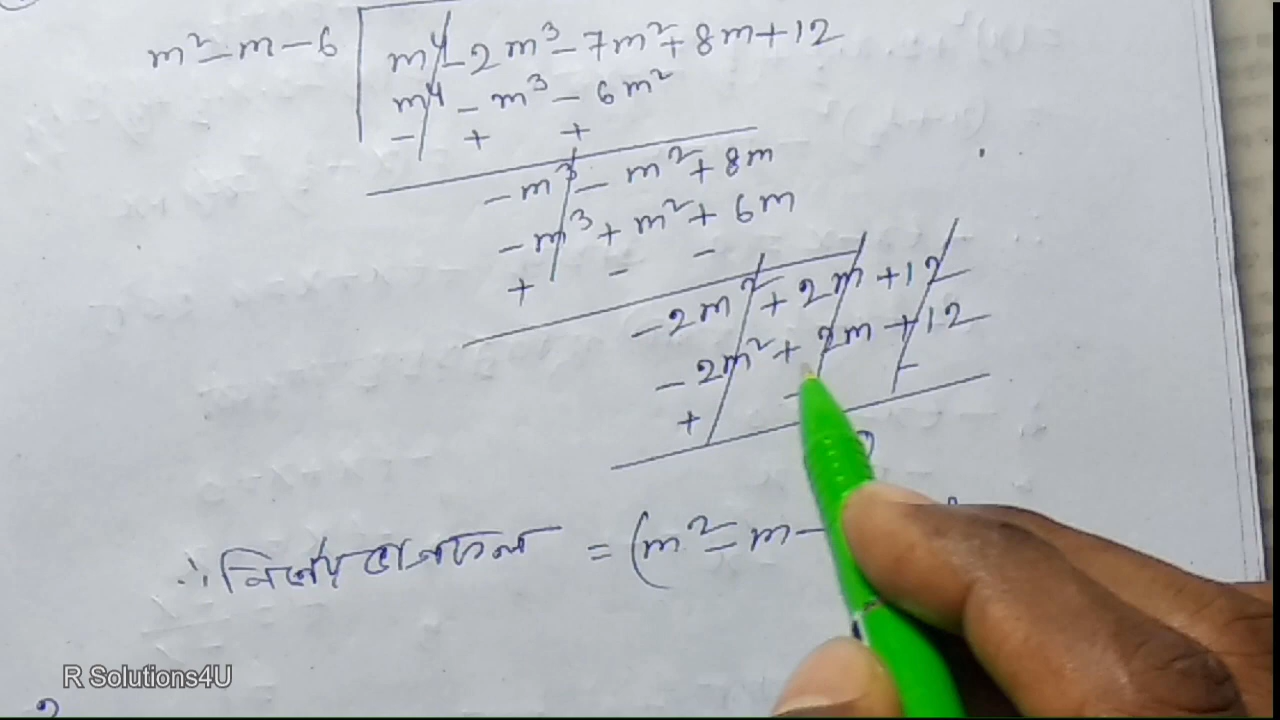 m² - m - 6 m⁴ - 2m³ - 7m² + 8m + 12
m⁴ - m³ - 6m²
- + +
- m³ - m² + 8m
- m³ + m² + 6m
+ - -
- 2m² + 2m + 12
- 2m² + 2m + 12
+ - -
∴ নির্ণেয় ভাগফল = (m² - m -
R Solutions4U